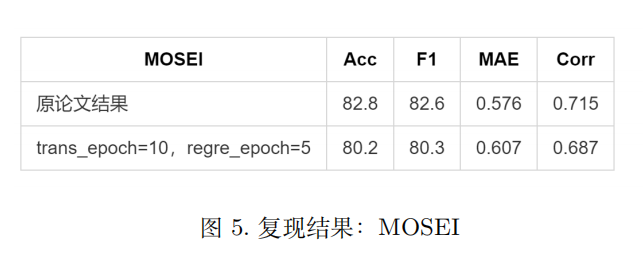 MOSEI Acc F1 MAE Corr
原论文结果 82.8 82.6 0.576 0.715
trans_epoch=10，regre_epoch=5 80.2 80.3 0.607 0.687
图 5. 复现结果：MOSEI